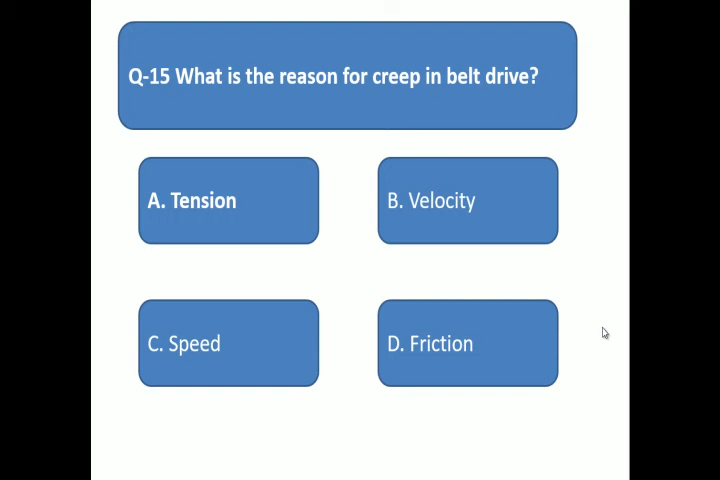 Q-15 What is the reason for creep in belt drive?
A. Tension
B. Velocity
C. Speed
D. Friction